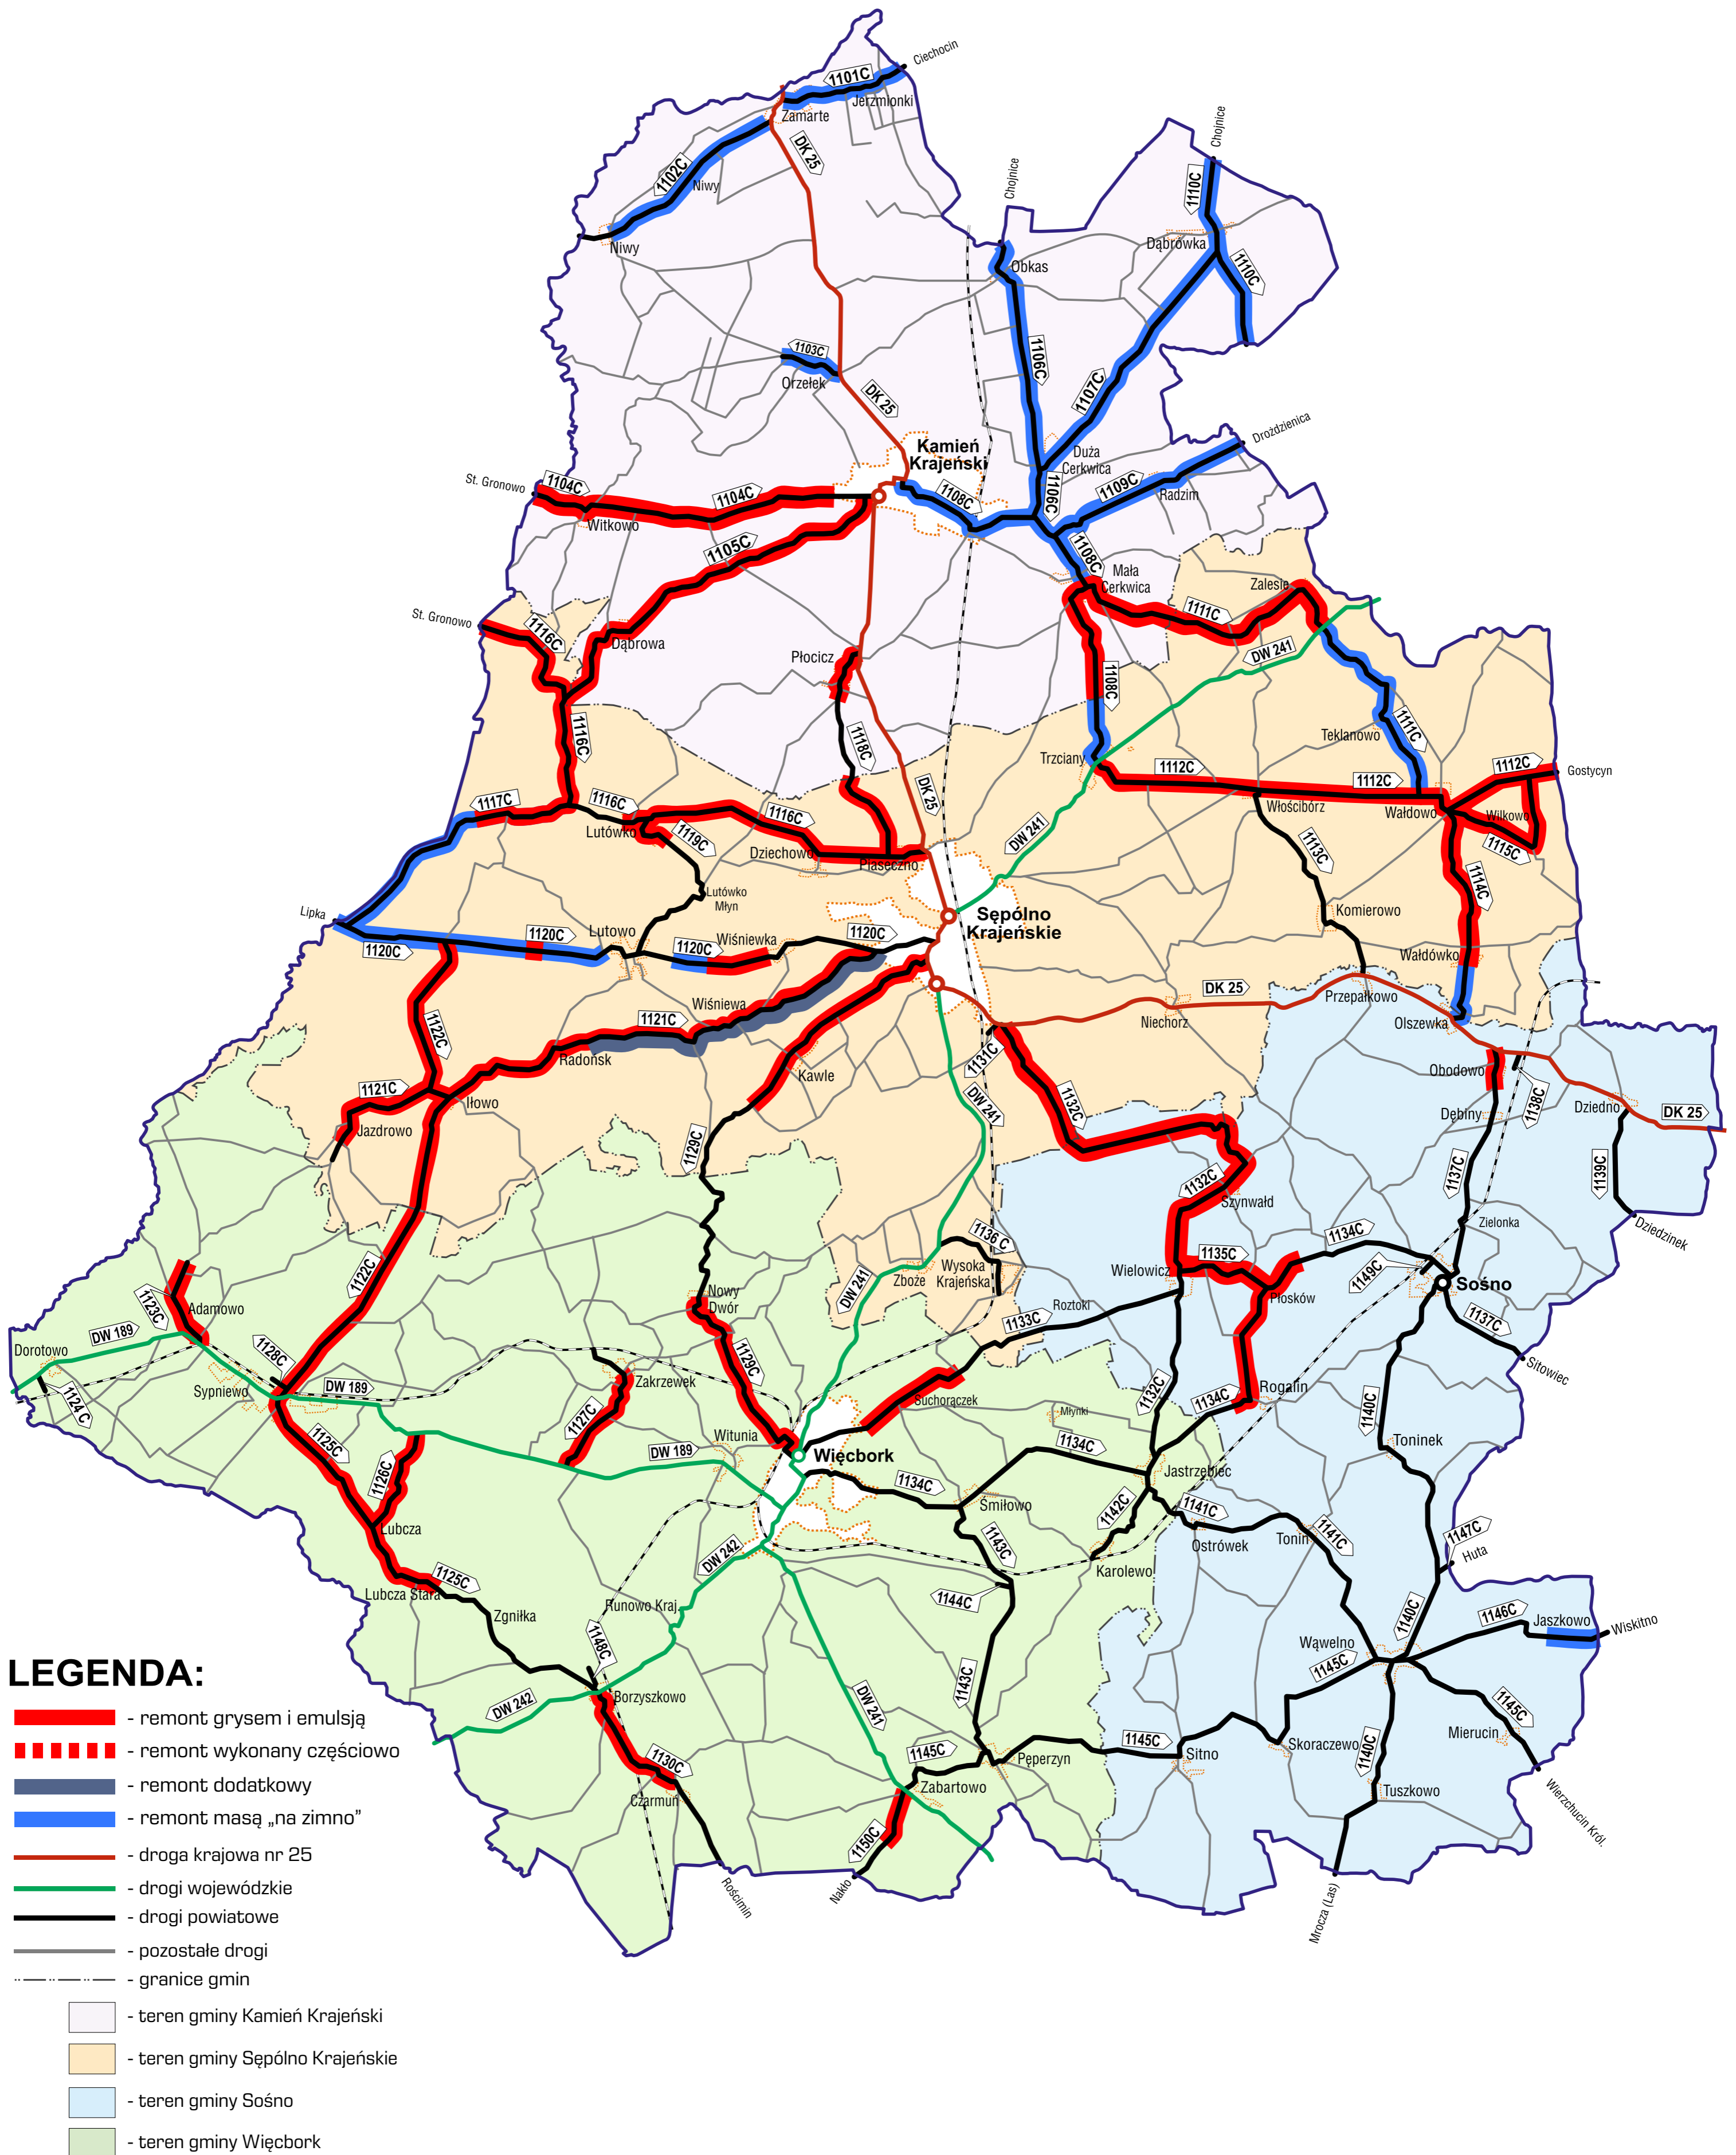 Ciechocin
1101C
Jerzmionki
Zamarte
DK 25
1102C
Niwy
Niwy
Chojnice
Chojnice
1110C
Dąbrówka
1110C
Obkas
1106C
1107C
1103C
Orzełek
DK 25
Kamień
Krajeński
Duża
Cerkwica
Drożdzienica
1109C
Radzim
1106C
1108C
St. Gronowo
1104C
1104C
Witkowo
1105C
1108C
Mała
Cerkwica
Zalesie
1111C
DW 241
St. Gronowo
1116C
Dąbrowa
Płocicz
1108C
1116C
1118C
Teklanowo
1111C
Trzciany
1112C
1112C
1112C
Gostycyn
DK 25
1117C
1116C
1116C
Lutówko
1119C
Dziechowo
Piaseczno
DW 241
Włościbórz
Wałdowo
Wilkowo
1115C
1113C
1114C
Lutówko
Młyn
Komierowo
Lipka
1120C
1120C
Lutowo
1120C
Wiśniewka
1120C
Sępólno
Krajeńskie
Wałdówko
Przepałkowo
DK 25
Niechorz
Olszewka
Wiśniewa
1121C
Radońsk
1122C
1121C
Iłowo
Jazdrowo
Kawle
1131C
DW 241
1132C
Obodowo
1138C
Dębiny
Dziedno
DK 25
1129C
1137C
1139C
1132C
Szynwałd
Zielonka
Dziedzinek
1136 C
Wysoka
Krajeńska
Zboże
DW 241
1134C
1135C
Wielowicz
1149C
Sośno
Płosków
Roztoki
1133C
1137C
Sitowiec
1122C
1123C
Adamowo
DW 189
Dorotowo
1124 C
1128C
Sypniewo
DW 189
Nowy
Dwór
1129C
Zakrzewek
1127C
Suchorączek
Młynki
1132C
Rogalin
1134C
1140C
1125C
1126C
Witunia
DW 189
Więcbork
1134C
1134C
Jastrzębiec
Toninek
Śmiłowo
1142C
1141C
Ostrówek
Tonin
1141C
1147C
Huta
Lubcza
Lubcza Stara
1125C
Zgniłka
DW 242
1143C
Karolewo
1144C
Runowo Kraj.
1148C
1140C
1146C
Jaszkowo
Wiskitno
Wąwelno
1145C
1143C
DW 242
Borzyszkowo
DW 241
1145C
Mierucin
1130C
Czarmuń
1145C
Pęperzyn
1145C
Sitno
Skoraczewo
1140C
Zabartowo
Tuszkowo
Wierzchucin Król.
1150C
Nakło
Rościmin
Mrocza (Las)
LEGENDA:
- remont grysem i emulsją
- remont wykonany częściowo
- remont dodatkowy
- remont masą „na zimno”
- droga krajowa nr 25
- drogi wojewódzkie
- drogi powiatowe
- pozostałe drogi
- granice gmin
- teren gminy Kamień Krajeński
- teren gminy Sępólno Krajeńskie
- teren gminy Sośno
- teren gminy Więcbork